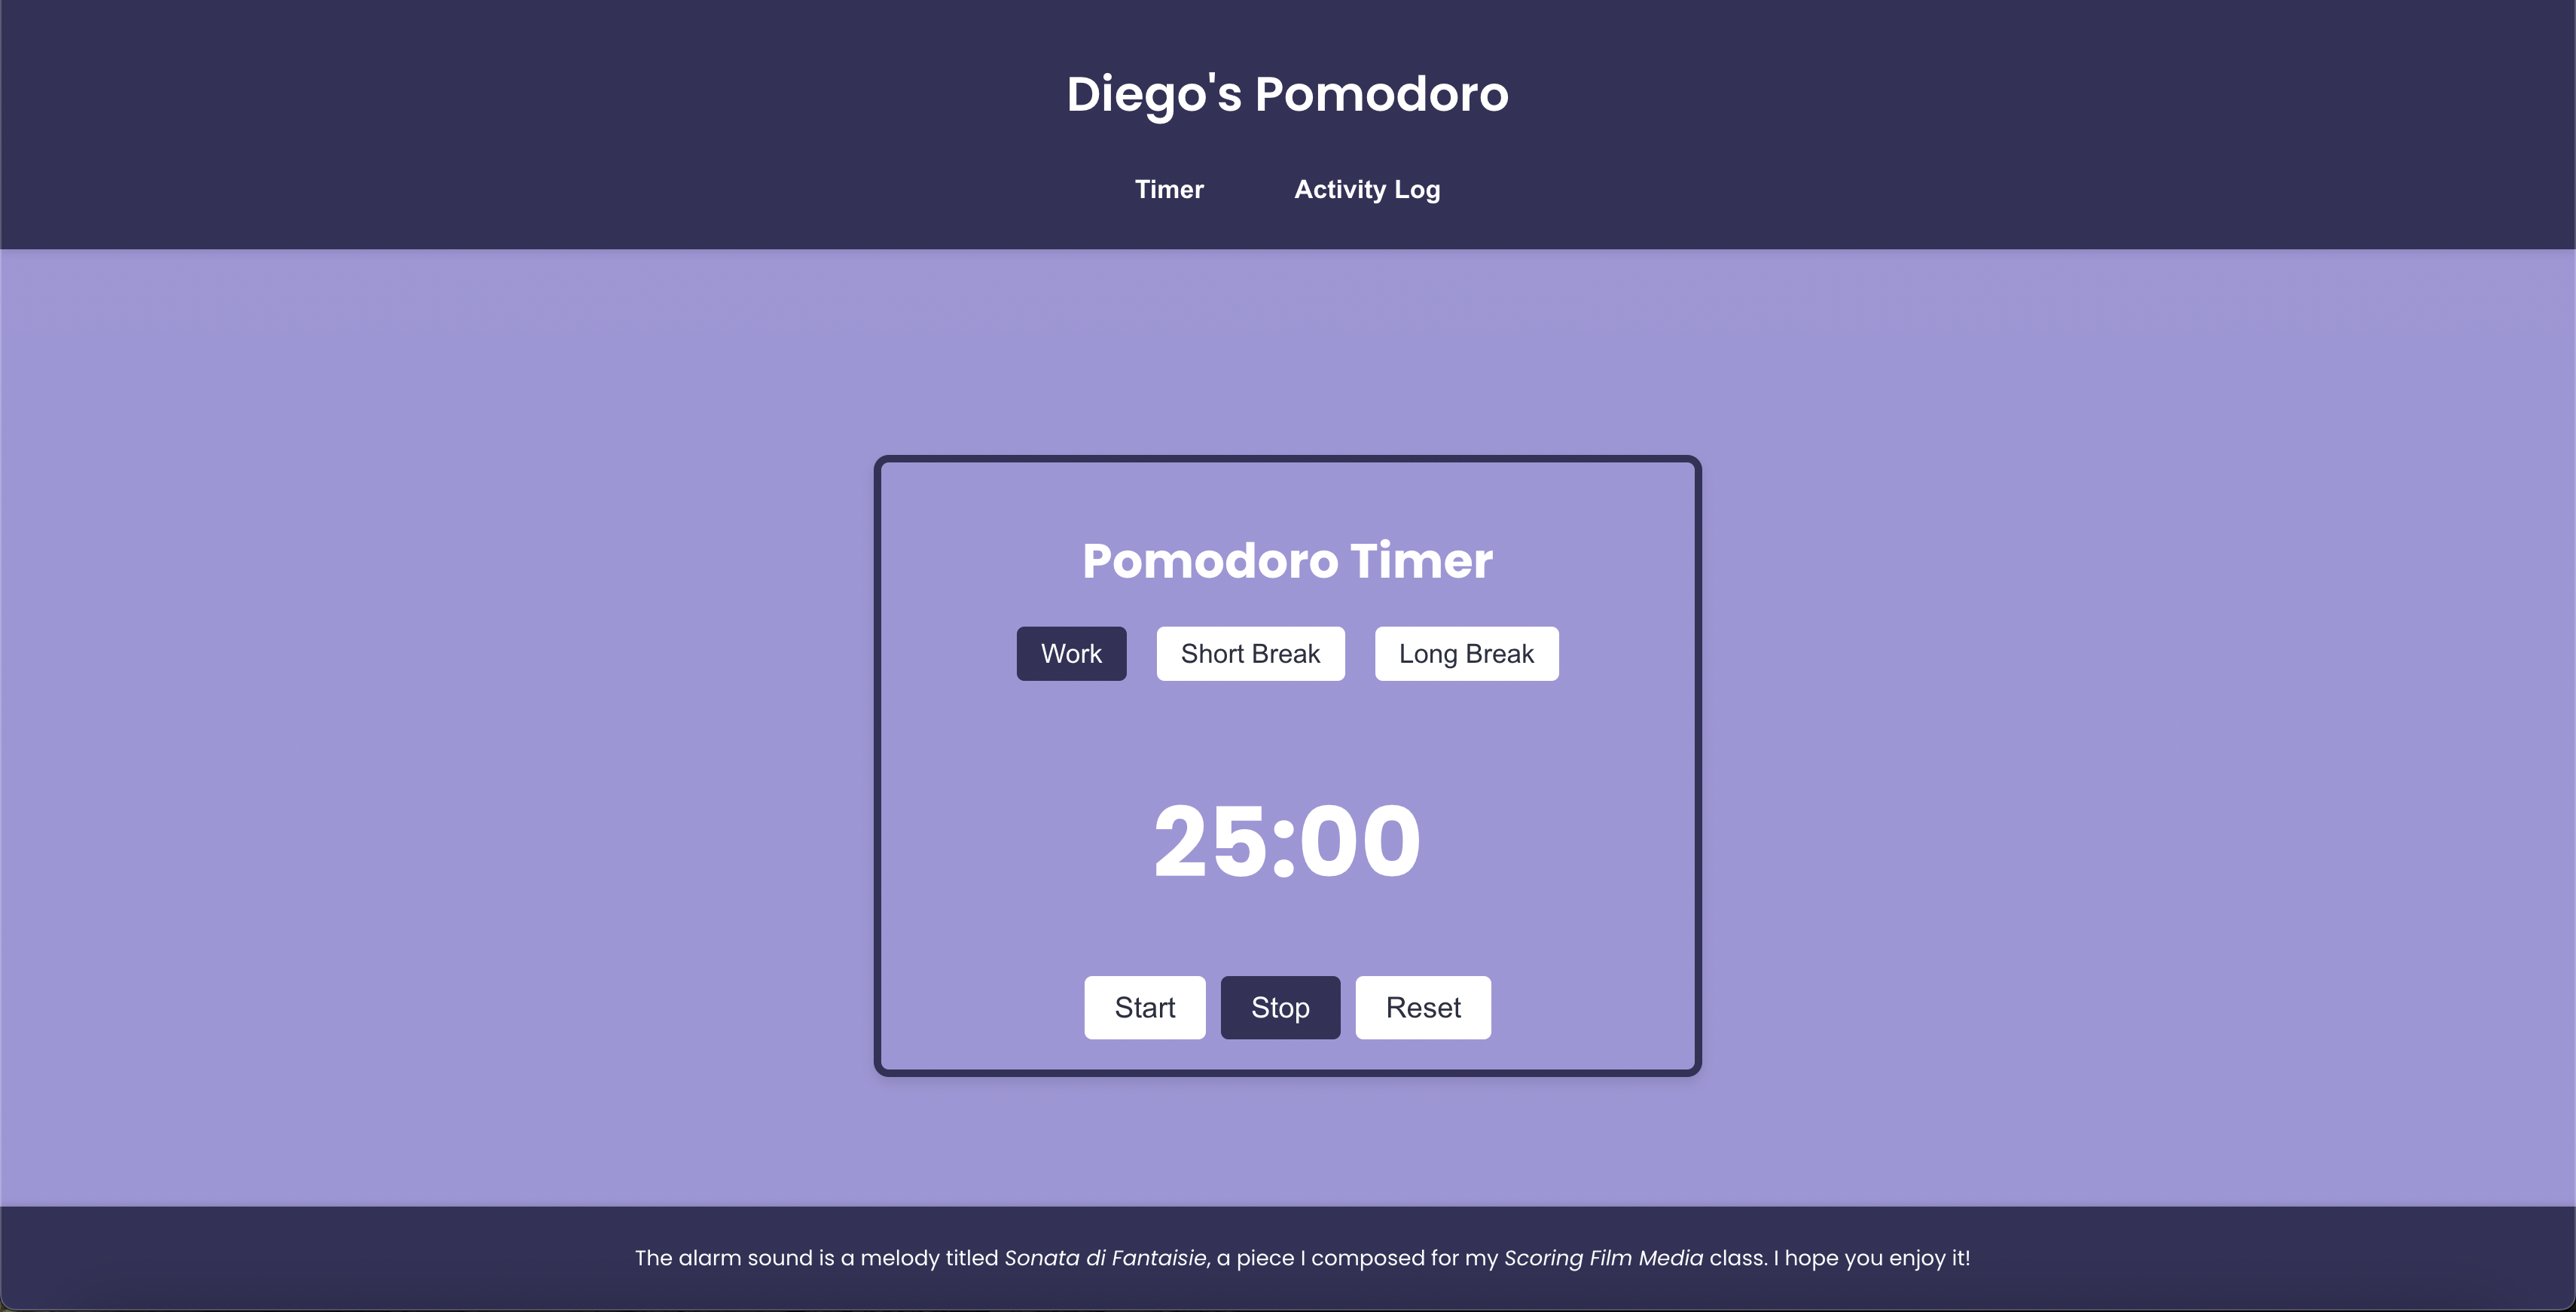 Diego's Pomodoro
Timer Activity Log
Pomodoro Timer
Work Short Break Long Break
25:00
Start Stop Reset
The alarm sound is a melody titled Sonata di Fantaisie, a piece I composed for my Scoring Film Media class. I hope you enjoy it!